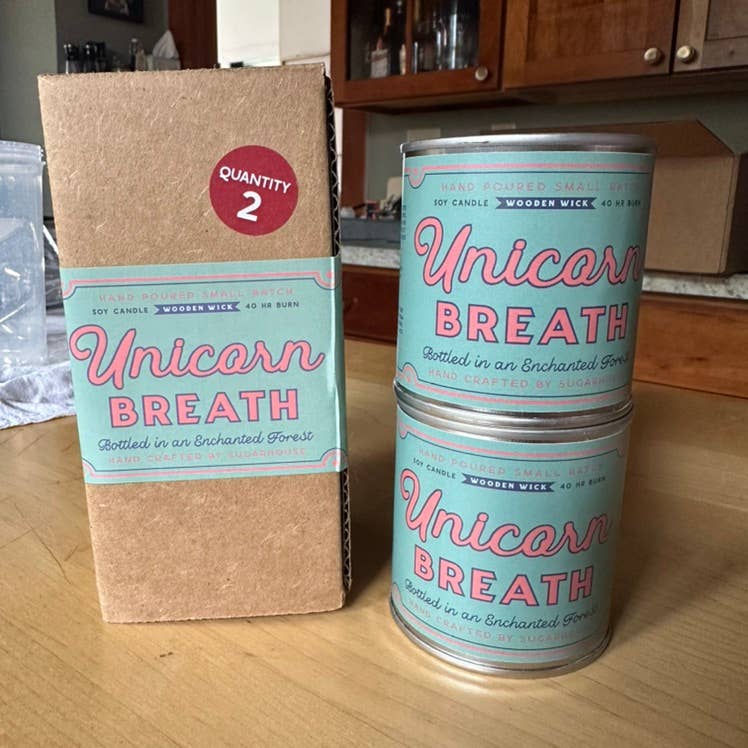 QUANTITY
2
HAND POURED SMALL BATCH
SOY CANDLE WOODEN WICK 40 HR BURN
Unicorn
BREATH
Bottled in an Enchanted Forest
HAND CRAFTED BY SUGARHOUSE
HAND POURED SMALL BATCH
SOY CANDLE WOODEN WICK 40 HR BURN
Unicorn
BREATH
Bottled in an Enchanted Forest
HAND CRAFTED BY
HAND POURED SMALL BATCH
SOY CANDLE WOODEN WICK 40 HR BURN
Unicorn
BREATH
Bottled in an Enchanted Forest
HAND CRAFTED BY